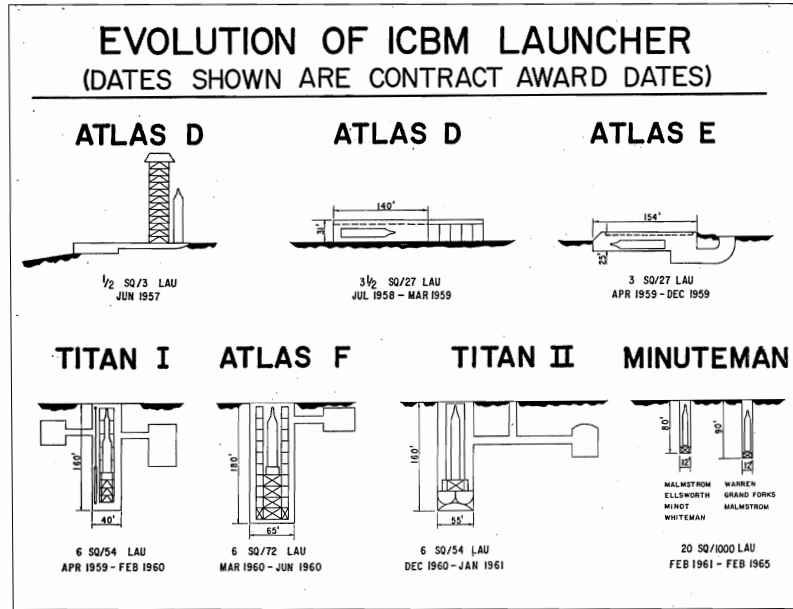 EVOLUTION OF ICBM LAUNCHER
(DATES SHOWN ARE CONTRACT AWARD DATES)
ATLAS D
1/2 SQ/3 LAU
JUN 1957
ATLAS D
140'
31'
3 1/2 SQ/27 LAU
JUL 1958 – MAR 1959
ATLAS E
154'
25'
3 SQ/27 LAU
APR 1959 – DEC 1959
TITAN I
160'
40'
6 SQ/54 LAU
APR 1959 – FEB 1960
ATLAS F
180'
65'
6 SQ/72 LAU
MAR 1960 – JUN 1960
TITAN II
160'
55'
6 SQ/54 LAU
DEC 1960 – JAN 1961
MINUTEMAN
80'
12'
MALMSTROM
ELLSWORTH
MINOT
WHITEMAN
90'
12'
WARREN
GRAND FORKS
MALMSTROM
20 SQ/1000 LAU
FEB 1961 – FEB 1965